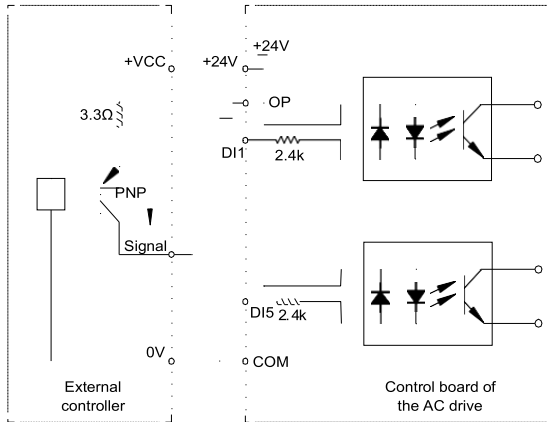 +24V
+VCC
+24V
OP
3.3Ω
DI1
2.4k
PNP
Signal
DI5
2.4k
0V
COM
External
controller
Control board of
the AC drive